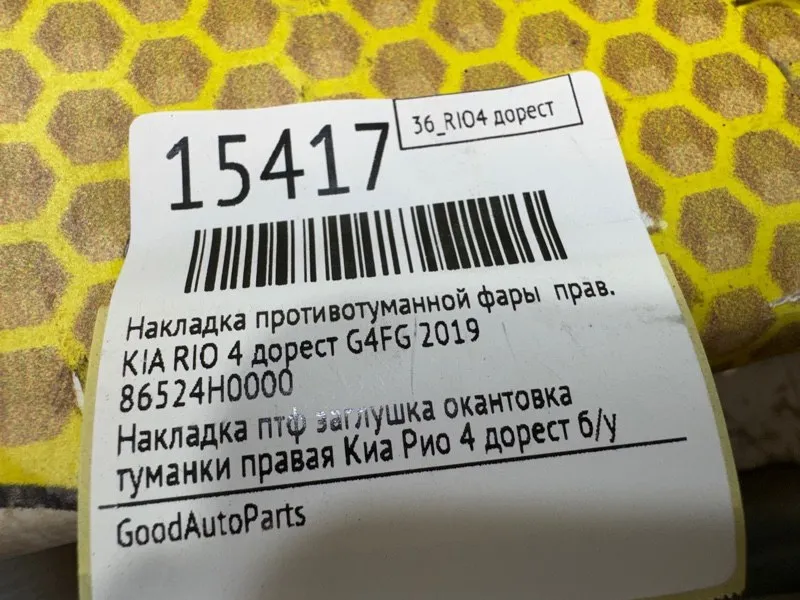 36_RIO4 дорест
15417
Накладка противотуманной фары прав.
KIA RIO 4 дорест G4FG 2019
86524H0000
Накладка птф заглушка окантовка
туманки правая Киа Рио 4 дорест б/у
GoodAutoParts